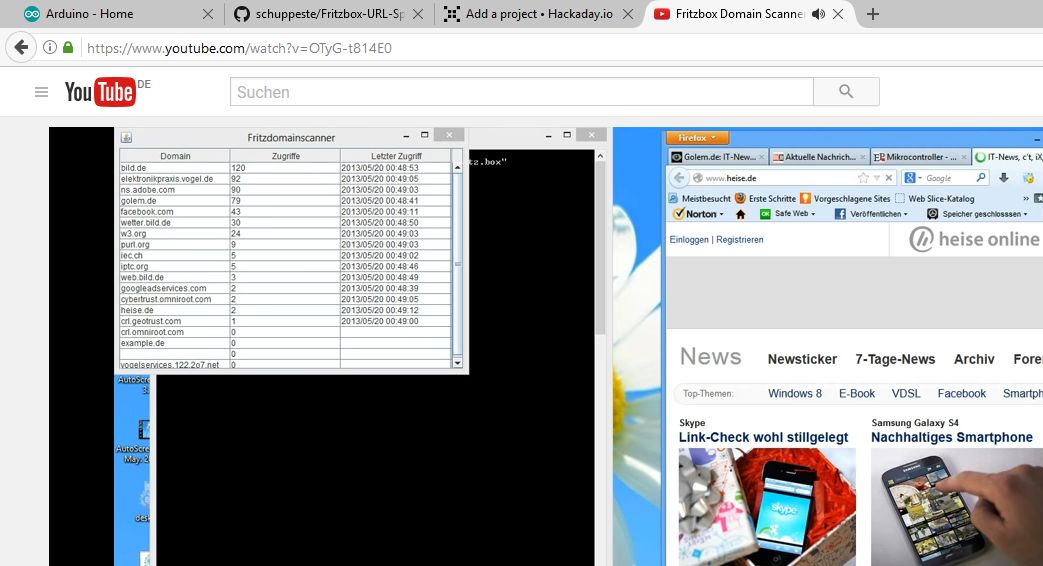 Arduino - Home
schuppeste/Fritzbox-URL-Sp
Add a project • Hackaday.io
Fritzbox Domain Scanner
https://www.youtube.com/watch?v=OTyG-t814E0
YouTube DE
Suchen
Fritzdomainscanner
Domain Zugriffe Letzter Zugriff
bild.de 120 2013/05/20 00:48:53
elektronikpraxis.vogel.de 92 2013/05/20 00:49:05
ns.adobe.com 90 2013/05/20 00:49:03
golem.de 79 2013/05/20 00:48:41
facebook.com 43 2013/05/20 00:49:11
wetter.bild.de 30 2013/05/20 00:48:50
w3.org 24 2013/05/20 00:49:03
purl.org 9 2013/05/20 00:49:03
iec.ch 5 2013/05/20 00:49:02
iptc.org 5 2013/05/20 00:48:46
web.bild.de 3 2013/05/20 00:48:49
googleadservices.com 2 2013/05/20 00:48:39
cybertrust.omniroot.com 2 2013/05/20 00:49:05
heise.de 2 2013/05/20 00:49:12
crl.geotrust.com 1 2013/05/20 00:49:00
crl.omniroot.com 0
example.de 0
0
vogelservices.122.2o7.net 0
tz.box"
AutoScre
AutoScre
May. 2
des
Firefox
Golem.de: IT-New...
Aktuelle Nachrich...
Mikrocontroller - ...
IT-News, c't, iX,
www.heise.de
Google
Meistbesucht Erste Schritte Vorgeschlagene Sites Web Slice-Katalog
Norton Safe Web Veröffentlichen Speicher geschlosssen
Einloggen | Registrieren
heise online
News Newsticker 7-Tage-News Archiv Fore
Top-Themen: Windows 8 E-Book VDSL Facebook Smartph
Skype
Link-Check wohl stillgelegt
Samsung Galaxy S4
Nachhaltiges Smartphone
skype